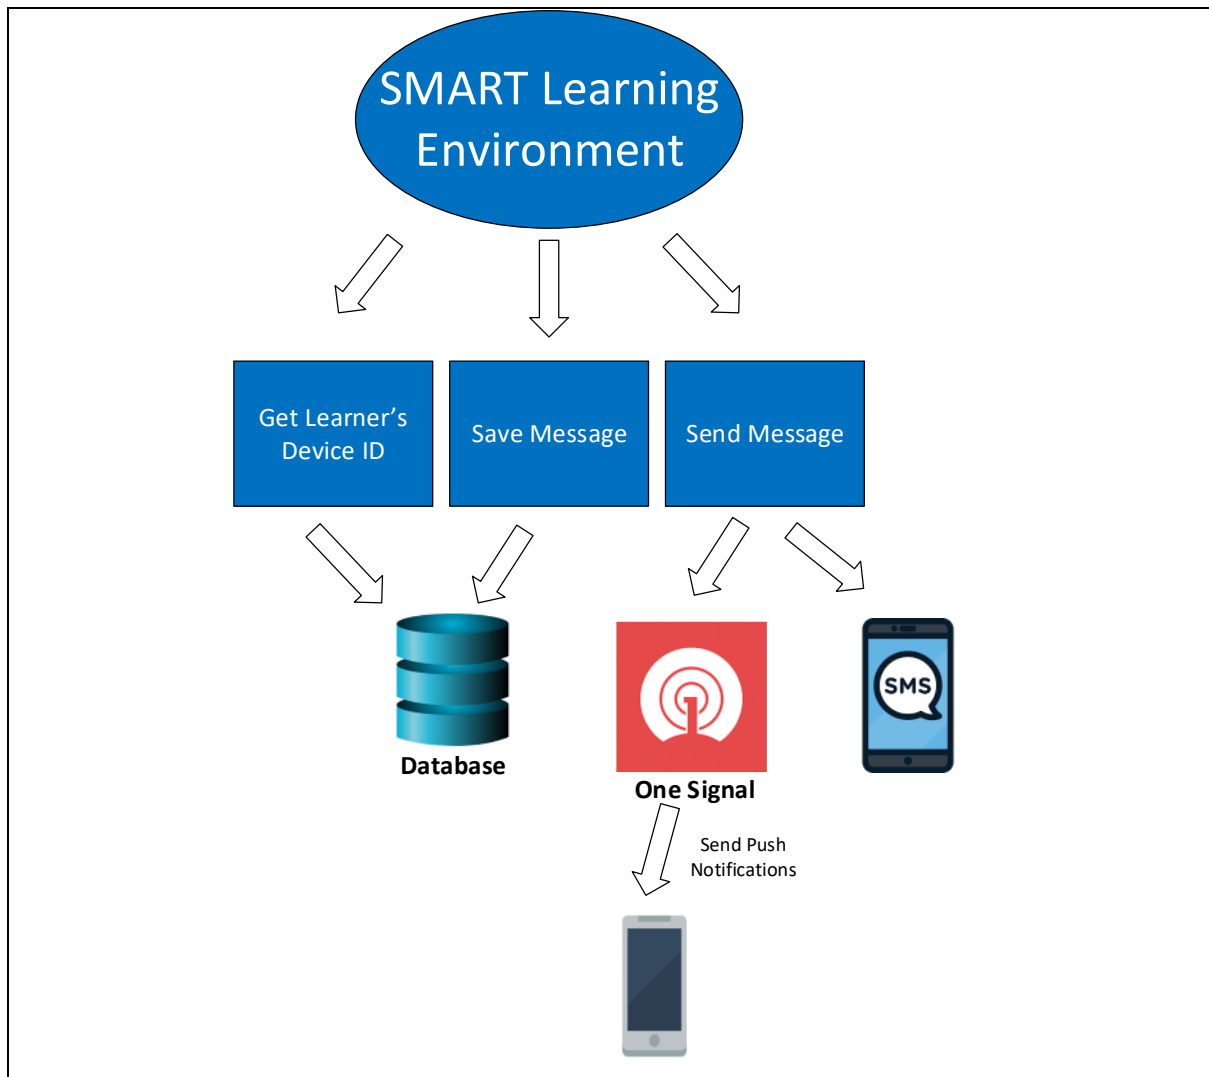 SMART Learning
Environment
Get Learner’s
Device ID
Save Message
Send Message
SMS
Database
One Signal
Send Push
Notifications